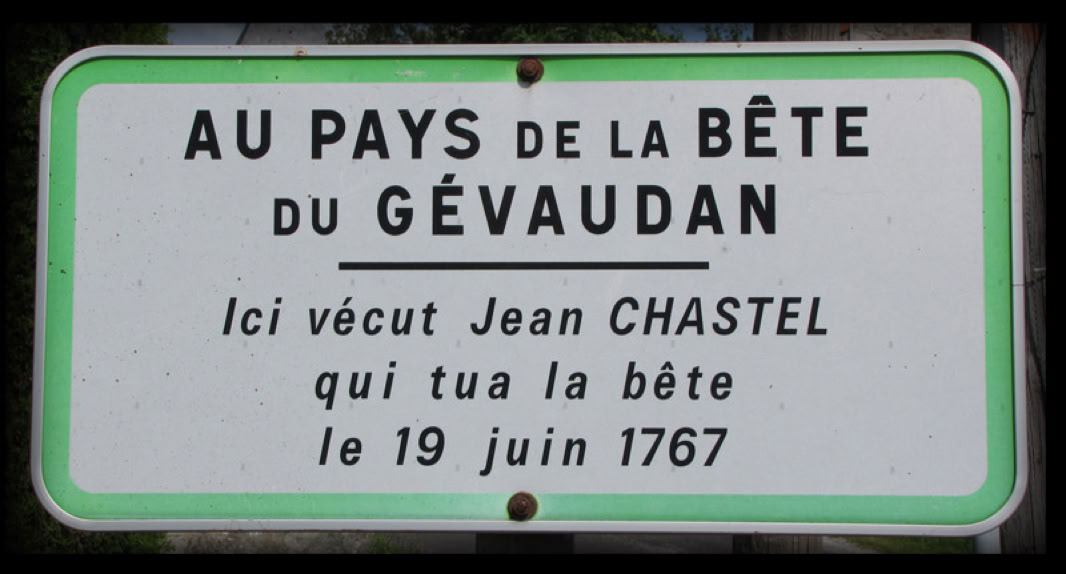 AU PAYS DE LA BÊTE
DU GÉVAUDAN
Ici vécut Jean CHASTEL
qui tua la bête
le 19 juin 1767